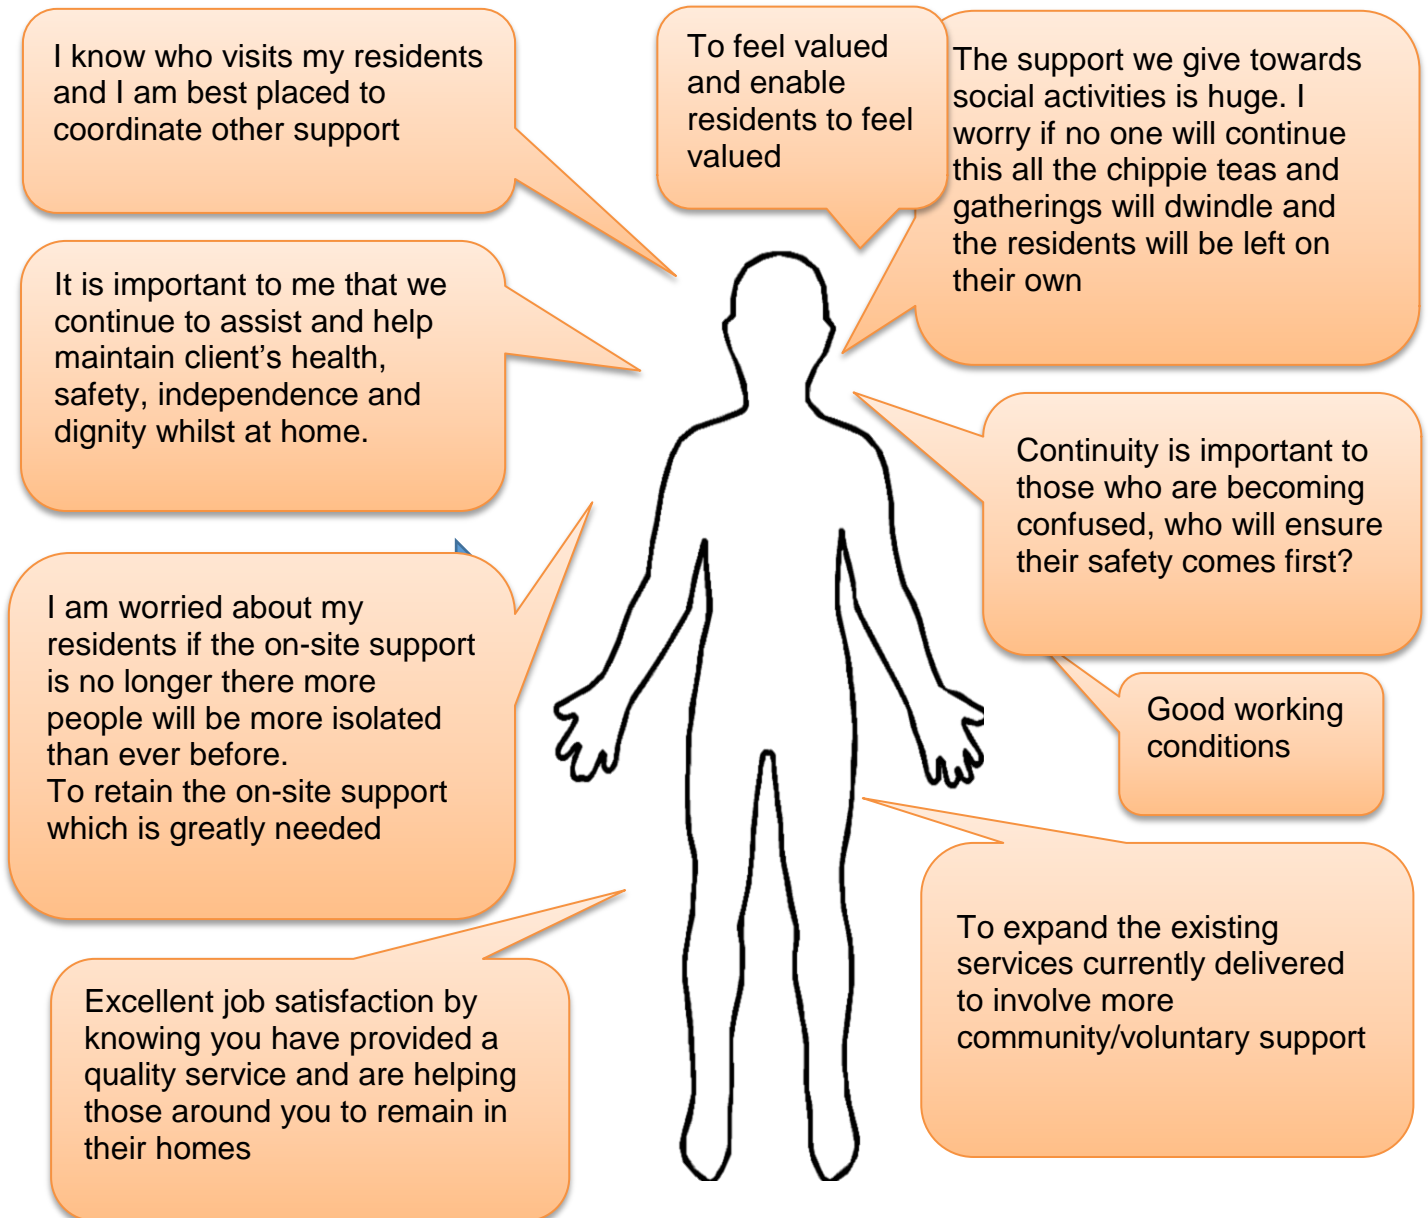 I know who visits my residents
and I am best placed to
coordinate other support
To feel valued
and enable
residents to feel
valued
The support we give towards
social activities is huge. I
worry if no one will continue
this all the chippie teas and
gatherings will dwindle and
the residents will be left on
their own
It is important to me that we
continue to assist and help
maintain client’s health,
safety, independence and
dignity whilst at home.
Continuity is important to
those who are becoming
confused, who will ensure
their safety comes first?
I am worried about my
residents if the on-site support
is no longer there more
people will be more isolated
than ever before.
To retain the on-site support
which is greatly needed
Good working
conditions
To expand the existing
services currently delivered
to involve more
community/voluntary support
Excellent job satisfaction by
knowing you have provided a
quality service and are helping
those around you to remain in
their homes